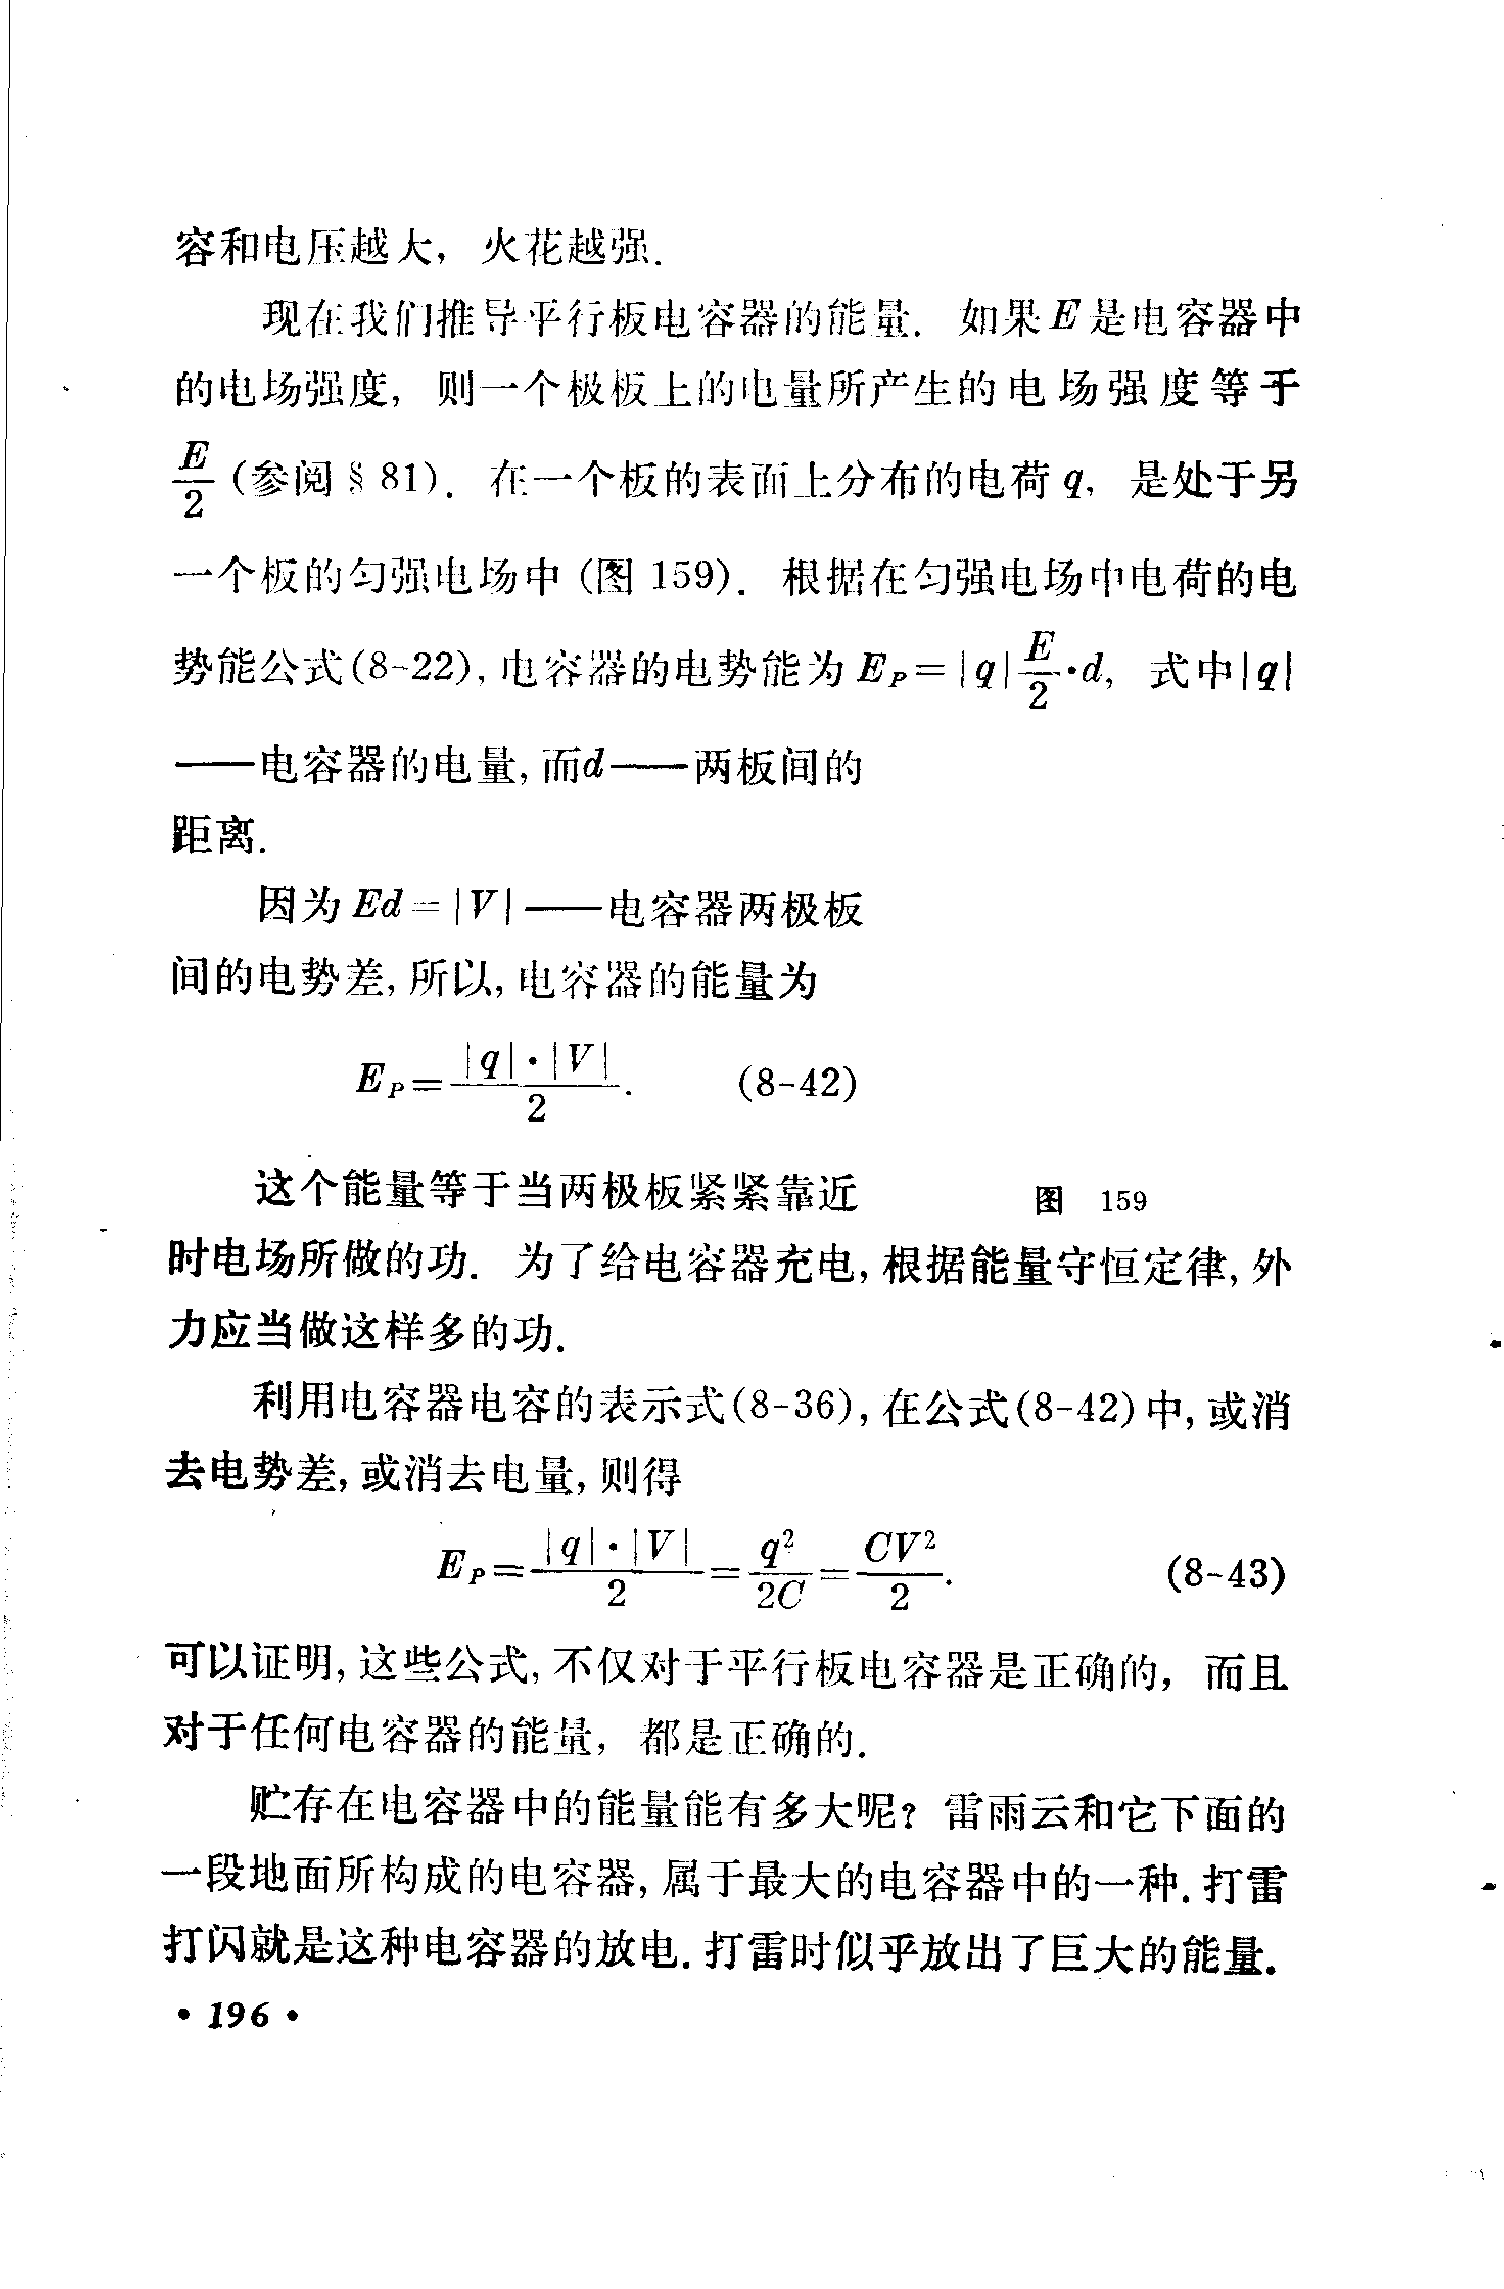 容和电压越大，火花越强.
现在我们推导平行板电容器的能量. 如果 E 是电容器中
的电场强度, 则一个极板上的电量所产生的电场强度等于
E/2 (参阅 § 81). 在一个板的表面上分布的电荷 q, 是处于另
一个板的匀强电场中 (图 159). 根据在匀强电场中电荷的电
势能公式(8-22), 电容器的电势能为 E_P=|q|E/2·d, 式中|q|
——电容器的电量, 而d——两板间的
距离.
因为 Ed=|V|——电容器两极板
间的电势差, 所以, 电容器的能量为
E_P=|q|·|V|/2. (8-42)
这个能量等于当两极板紧紧靠近
图 159
时电场所做的功. 为了给电容器充电, 根据能量守恒定律, 外
力应当做这样多的功.
利用电容器电容的表示式(8-36), 在公式(8-42)中, 或消
去电势差, 或消去电量, 则得
E_P=|q|·|V|/2=q²/2C=CV²/2. (8-43)
可以证明, 这些公式, 不仅对于平行板电容器是正确的，而且
对于任何电容器的能量，都是正确的.
贮存在电容器中的能量能有多大呢？雷雨云和它下面的
一段地面所构成的电容器, 属于最大的电容器中的一种. 打雷
打闪就是这种电容器的放电. 打雷时似乎放出了巨大的能量.
· 196 ·